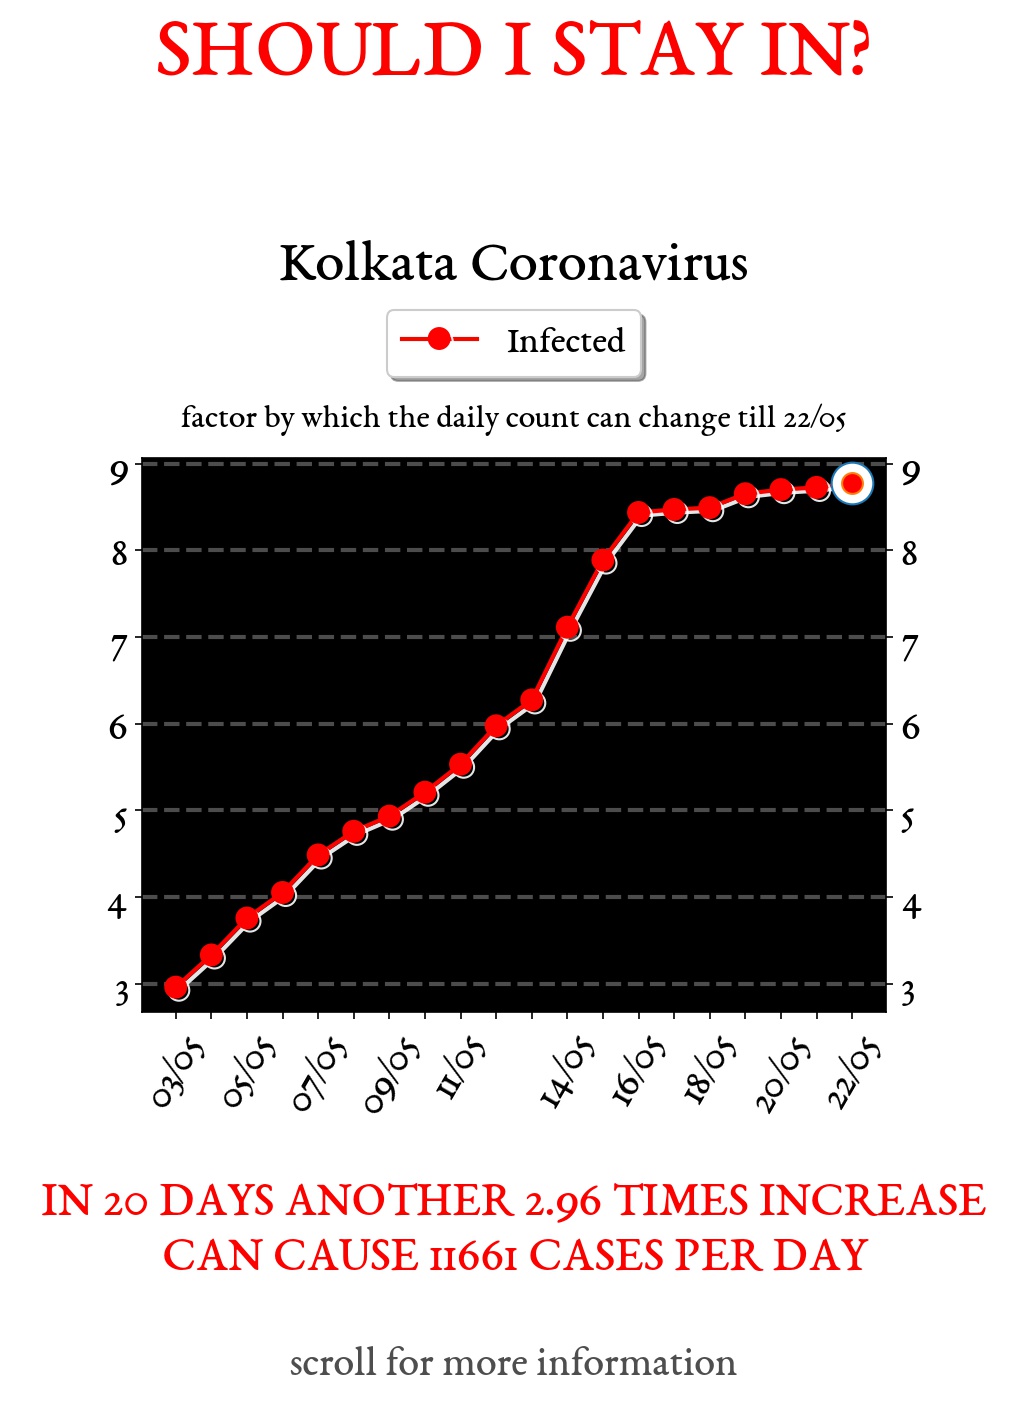 SHOULD I STAY IN?
Kolkata Coronavirus
Infected
factor by which the daily count can change till 22/05
9 9
8 8
7 7
6 6
5 5
4 4
3 3
03/05 05/05 07/05 09/05 11/05 14/05 16/05 18/05 20/05 22/05
IN 20 DAYS ANOTHER 2.96 TIMES INCREASE
CAN CAUSE 11661 CASES PER DAY
scroll for more information